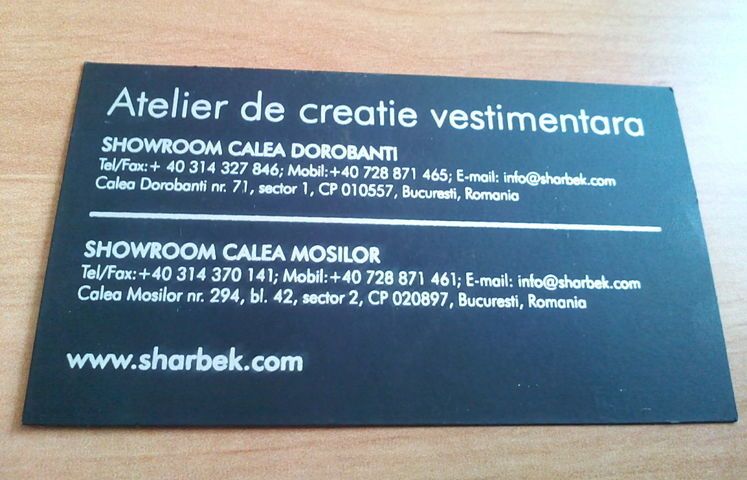 Atelier de creatie vestimentara
SHOWROOM CALEA DOROBANTI
Tel/Fax:+ 40 314 327 846; Mobil:+40 728 871 465; E-mail: info@sharbek.com
Calea Dorobanti nr. 71, sector 1, CP 010557, Bucuresti, Romania
SHOWROOM CALEA MOSILOR
Tel/Fax:+40 314 370 141; Mobil:+40 728 871 461; E-mail: info@sharbek.com
Calea Mosilor nr. 294, bl. 42, sector 2, CP 020897, Bucuresti, Romania
www.sharbek.com